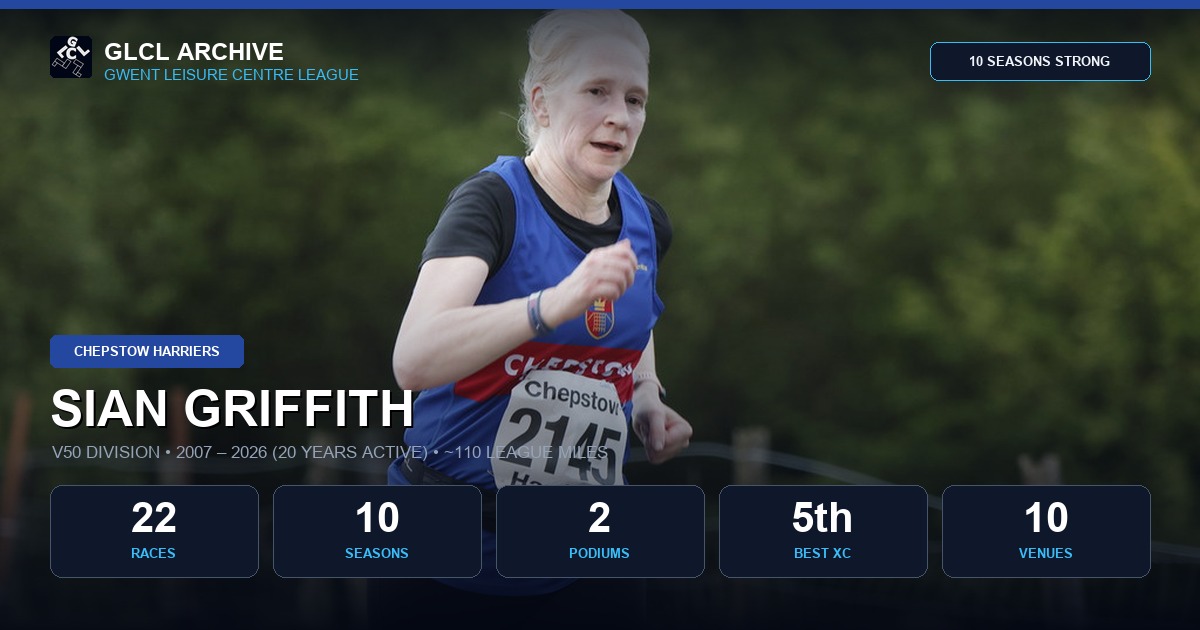 GLCL ARCHIVE
GWENT LEISURE CENTRE LEAGUE
10 SEASONS STRONG
CHEPSTOW HARRIERS
SIAN GRIFFITH
V50 DIVISION • 2007 – 2026 (20 YEARS ACTIVE) • ~110 LEAGUE MILES
CHEPSTOW
Chepstow
2145
22
RACES
10
SEASONS
2
PODIUMS
5th
BEST XC
10
VENUES